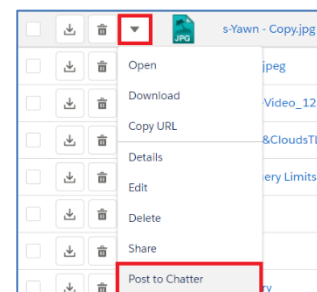 JPG
s-Yawn - Copy.jpg
Open
jpeg
Download
Video_12
Copy URL
&CloudsTL
Details
ery Limits
Edit
Delete
Share
Post to Chatter
ry